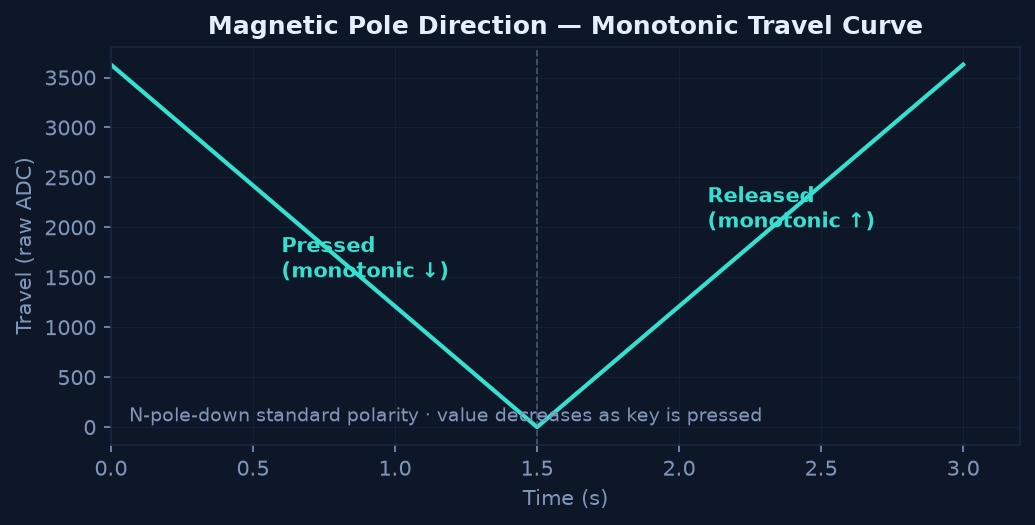 Magnetic Pole Direction — Monotonic Travel Curve
Travel (raw ADC)
3500
3000
2500
2000
1500
1000
500
0
Released
(monotonic ↑)
Pressed
(monotonic ↓)
N-pole-down standard polarity · value decreases as key is pressed
0.0 0.5 1.0 1.5 2.0 2.5 3.0
Time (s)